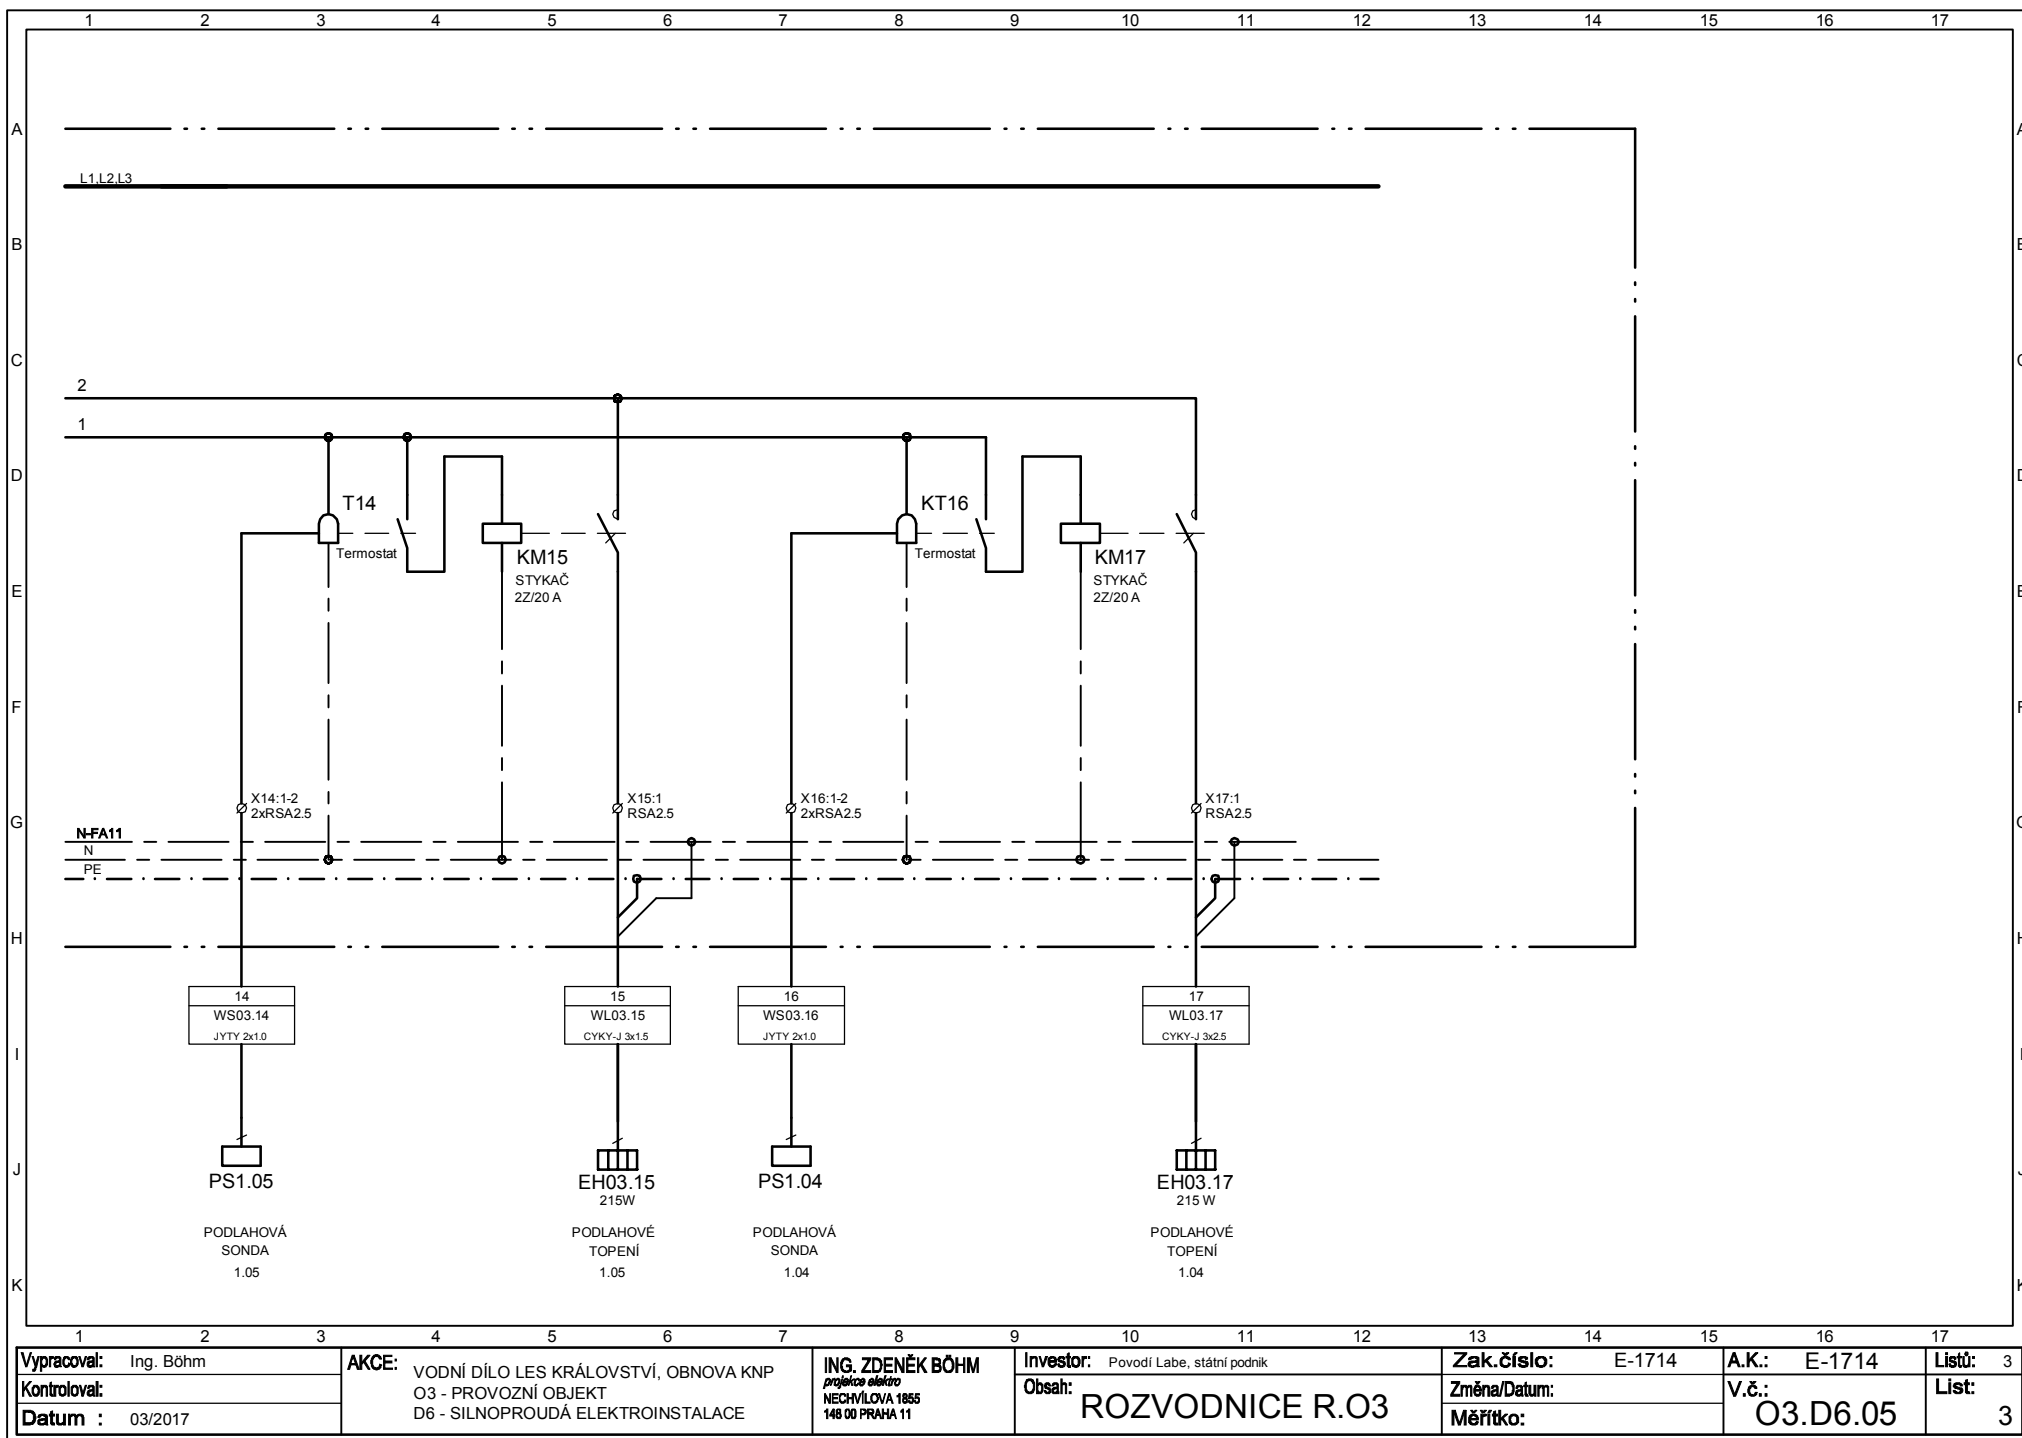 1 2 3 4 5 6 7 8 9 10 11 12 13 14 15 16 17
A A
L1,L2,L3
B B
C C
2
1
D D
T14
KT16
Termostat
Termostat
KM15
STYKAČ
2Z/20 A
KM17
STYKAČ
2Z/20 A
E E
F F
X14:1-2
2xRSA2.5
X15:1
RSA2.5
X16:1-2
2xRSA2.5
X17:1
RSA2.5
G G
N-FA11
N
PE
H H
14
WS03.14
JYTY 2x1.0
15
WL03.15
CYKY-J 3x1.5
16
WS03.16
JYTY 2x1.0
17
WL03.17
CYKY-J 3x2.5
I I
J J
PS1.05
PODLAHOVÁ
SONDA
1.05
EH03.15
215W
PODLAHOVÉ
TOPENÍ
1.05
PS1.04
PODLAHOVÁ
SONDA
1.04
EH03.17
215 W
PODLAHOVÉ
TOPENÍ
1.04
K K
1 2 3 4 5 6 7 8 9 10 11 12 13 14 15 16 17
Vypracoval: Ing. Böhm
Kontroloval:
Datum : 03/2017
AKCE: VODNÍ DÍLO LES KRÁLOVSTVÍ, OBNOVA KNP
O3 - PROVOZNÍ OBJEKT
D6 - SILNOPROUDÁ ELEKTROINSTALACE
ING. ZDENĚK BÖHM
projekce elektro
NECHVÍLOVA 1855
148 00 PRAHA 11
Investor: Povodí Labe, státní podnik
Obsah: ROZVODNICE R.O3
Zak.číslo: E-1714
Změna/Datum:
Měřítko:
A.K.: E-1714
V.č.: O3.D6.05
Listů: 3
List: 3